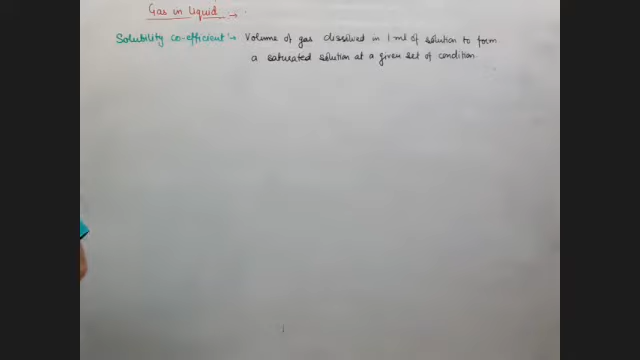 Gas in liquid →
Solubility co-efficient :→ Volume of gas dissolved in 1 ml of solution to form
a saturated solution at a given set of condition.